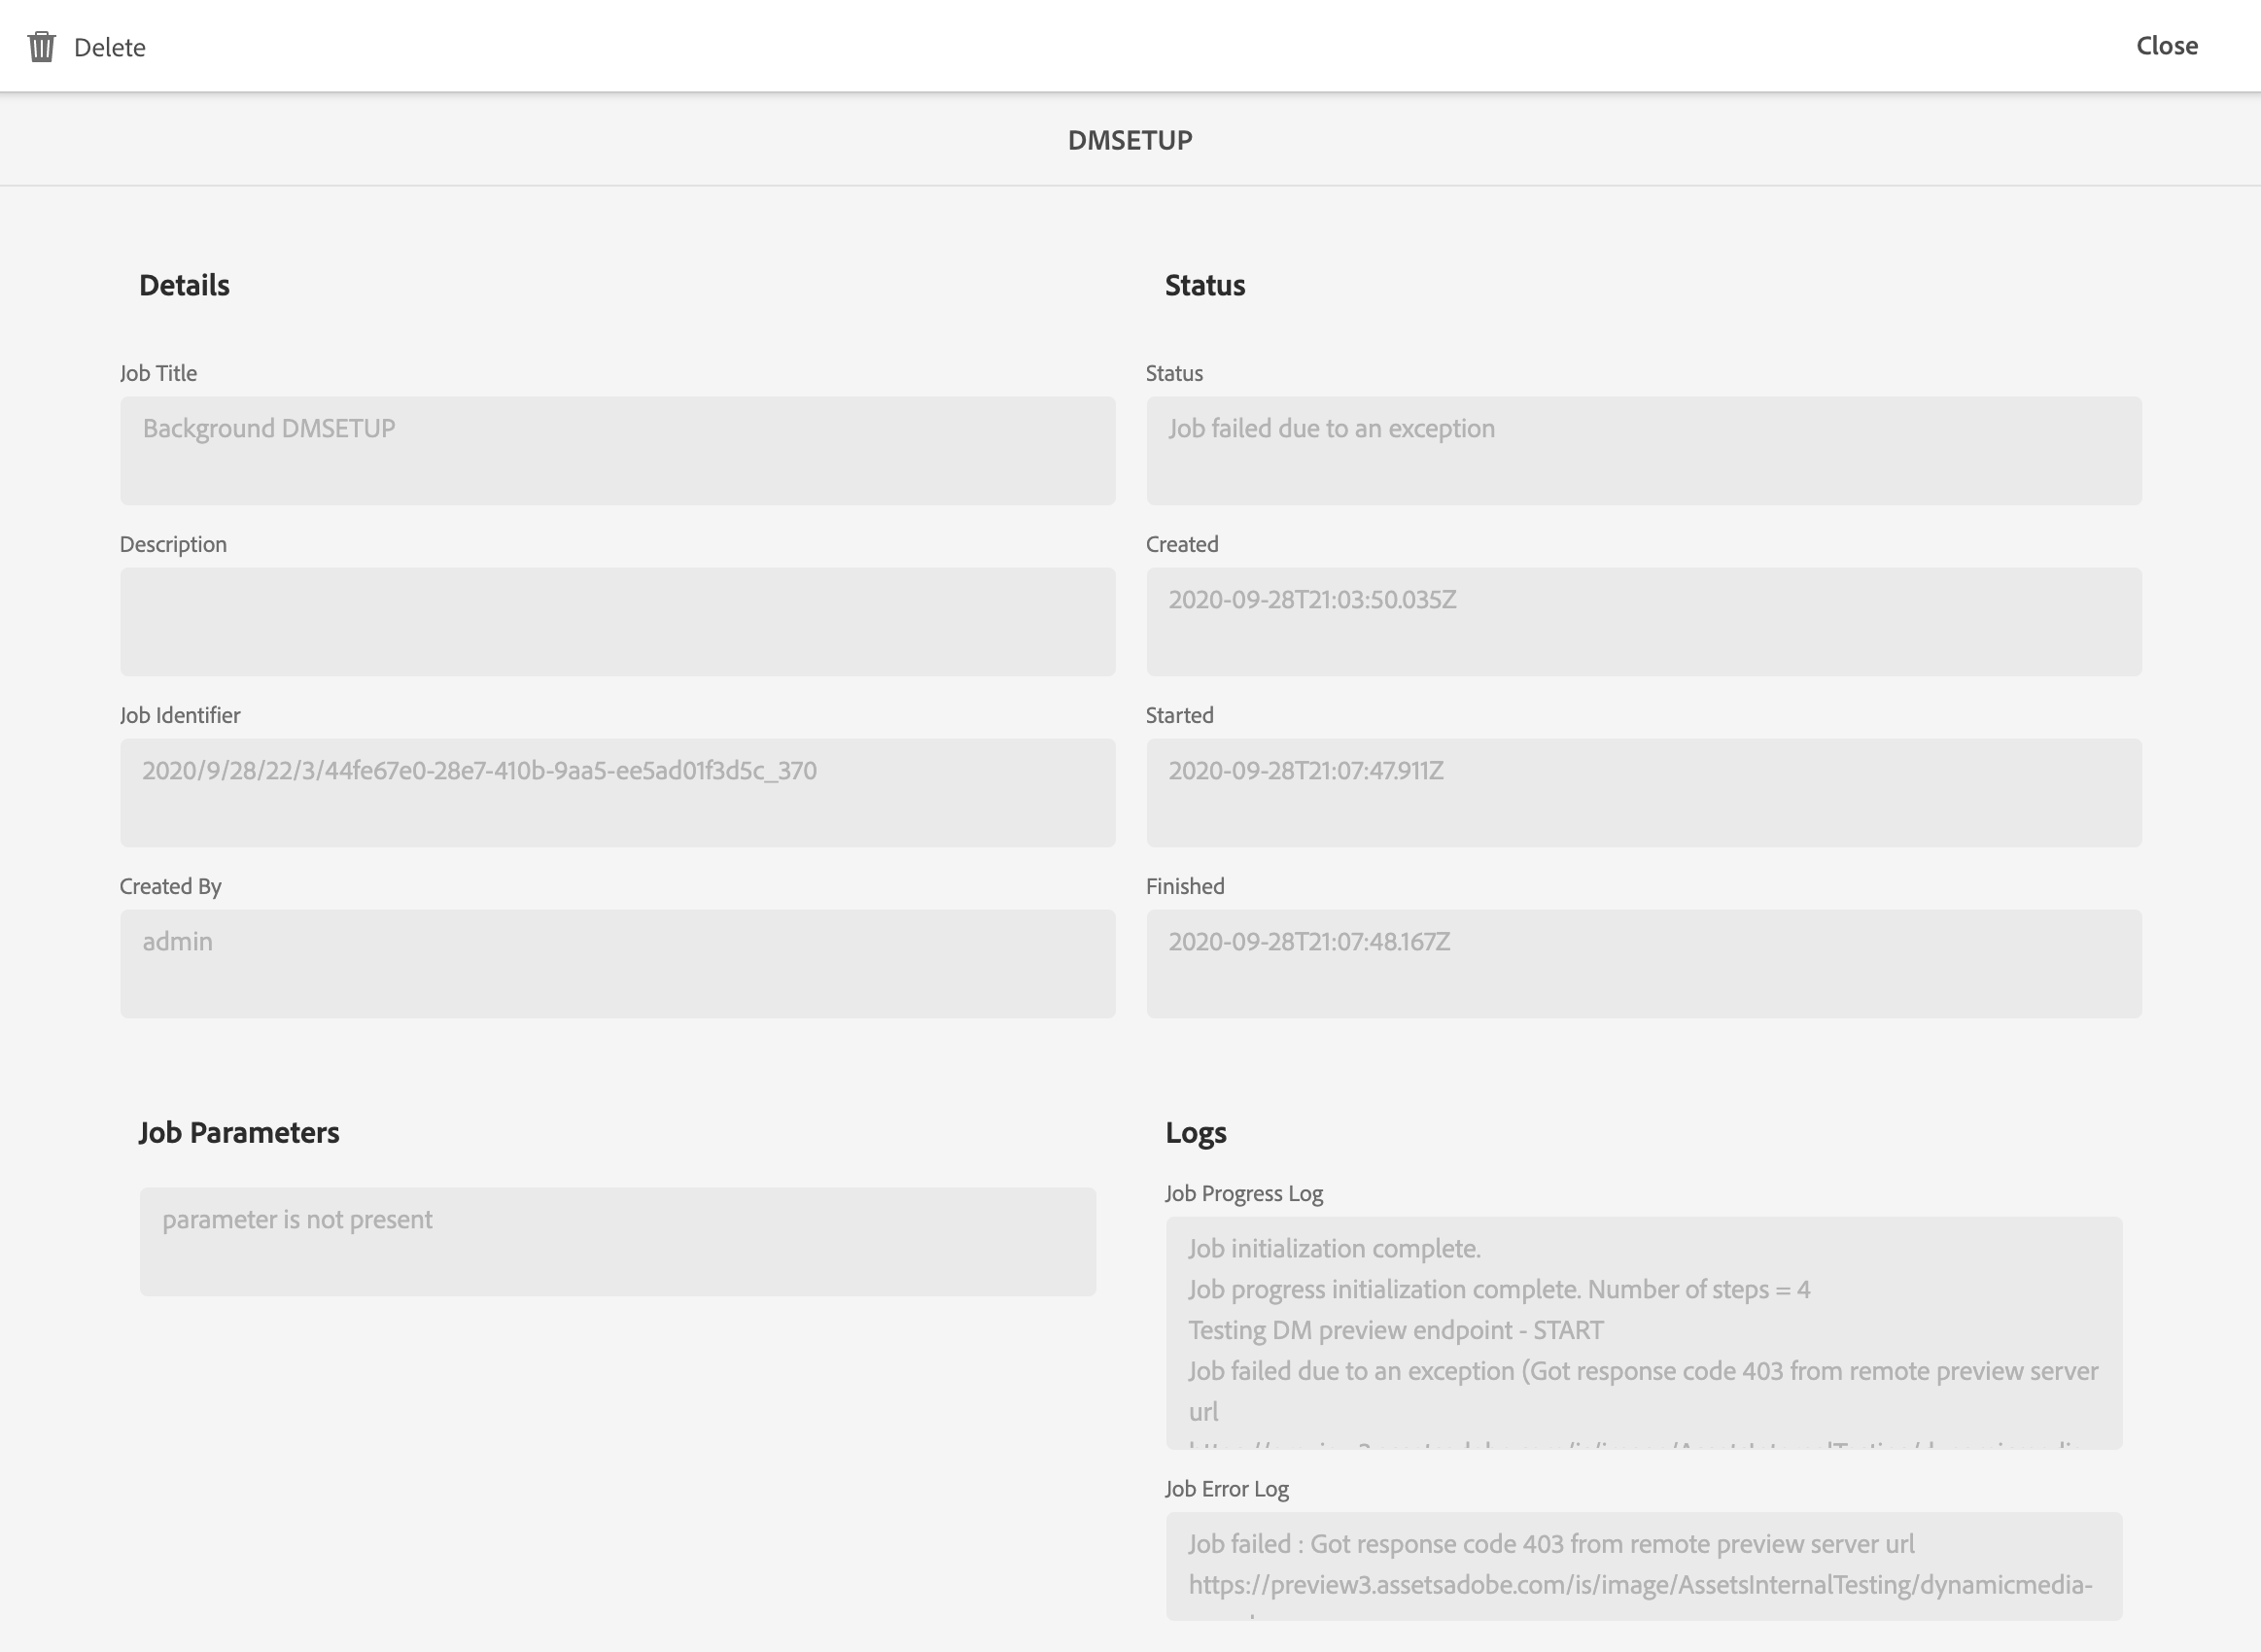 Delete
Close
DMSETUP
Details
Job Title
Background DMSETUP
Description
Job Identifier
2020/9/28/22/3/44fe67e0-28e7-410b-9aa5-ee5ad01f3d5c_370
Created By
admin
Status
Status
Job failed due to an exception
Created
2020-09-28T21:03:50.035Z
Started
2020-09-28T21:07:47.911Z
Finished
2020-09-28T21:07:48.167Z
Job Parameters
parameter is not present
Logs
Job Progress Log
Job initialization complete.
Job progress initialization complete. Number of steps = 4
Testing DM preview endpoint - START
Job failed due to an exception (Got response code 403 from remote preview server
url
Job Error Log
Job failed : Got response code 403 from remote preview server url
https://preview3.assetsadobe.com/is/image/AssetsInternalTesting/dynamicmedia-